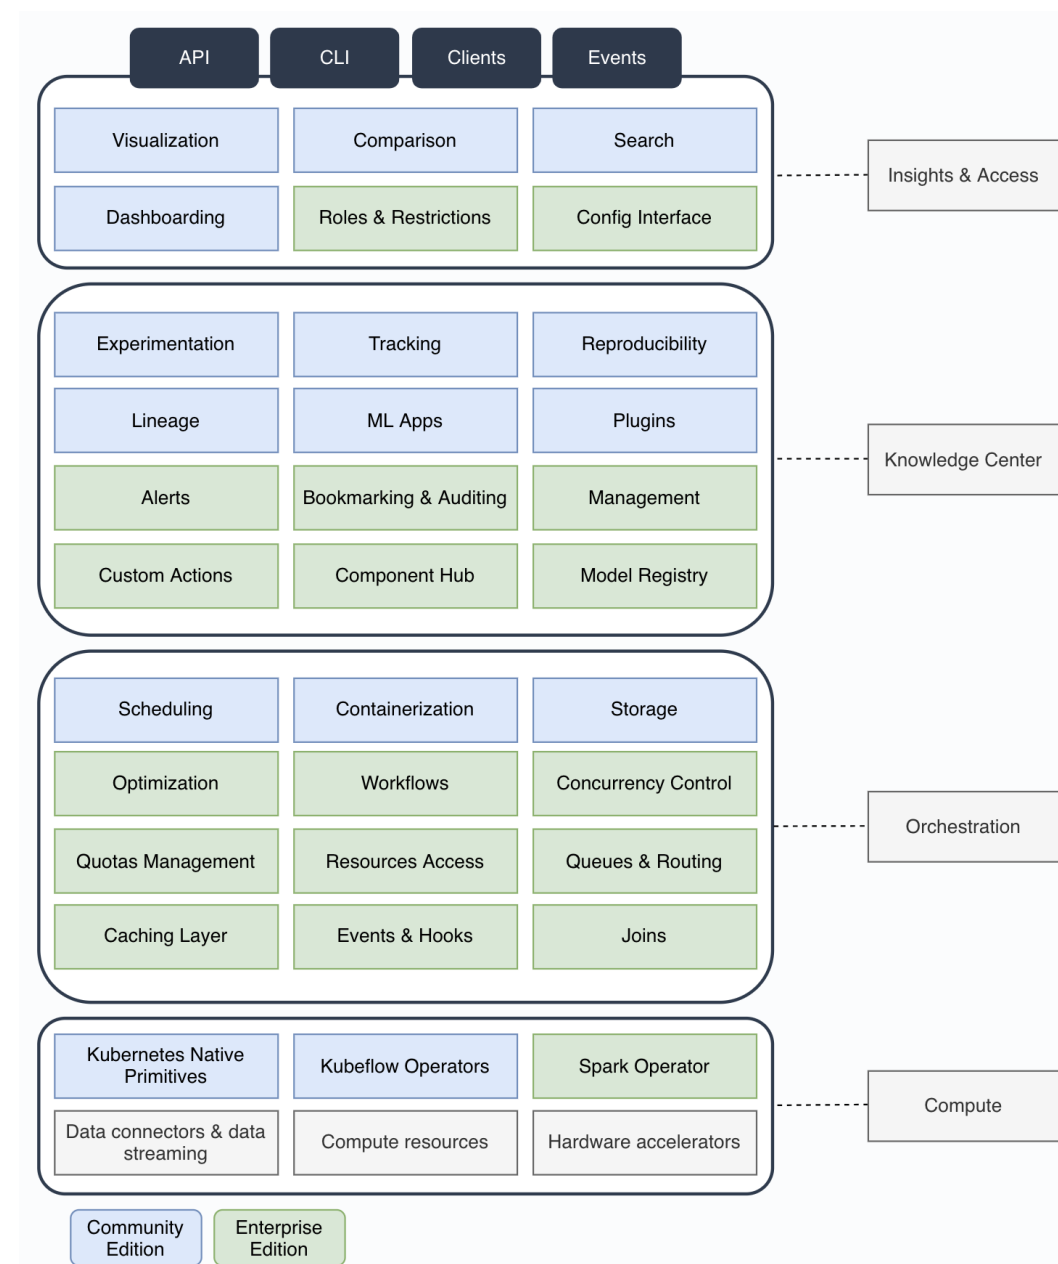 API
CLI
Clients
Events
Visualization
Comparison
Search
Insights & Access
Dashboarding
Roles & Restrictions
Config Interface
Experimentation
Tracking
Reproducibility
Lineage
ML Apps
Plugins
Knowledge Center
Alerts
Bookmarking & Auditing
Management
Custom Actions
Component Hub
Model Registry
Scheduling
Containerization
Storage
Optimization
Workflows
Concurrency Control
Orchestration
Quotas Management
Resources Access
Queues & Routing
Caching Layer
Events & Hooks
Joins
Kubernetes Native
Primitives
Kubeflow Operators
Spark Operator
Compute
Data connectors & data
streaming
Compute resources
Hardware accelerators
Community
Edition
Enterprise
Edition